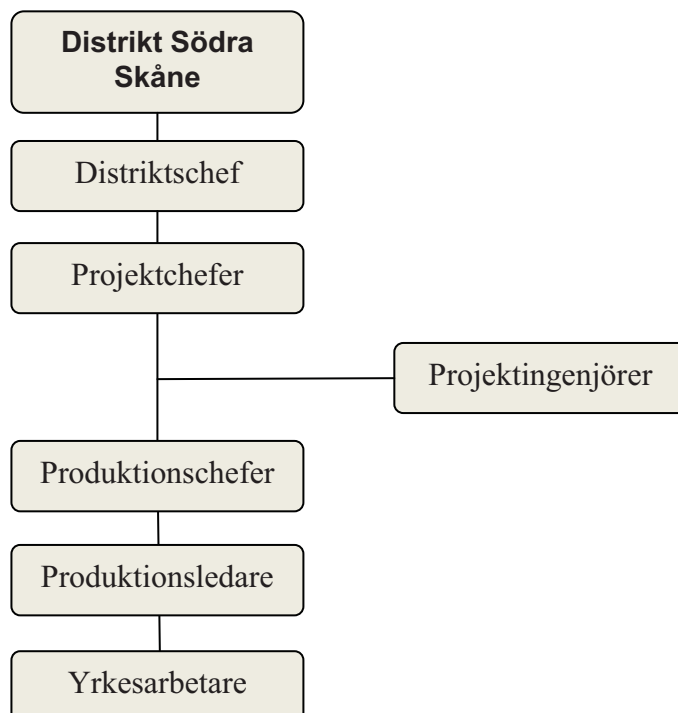 Distrikt Södra
Skåne
Distriktschef
Projektchefer
Projektingenjörer
Produktionschefer
Produktionsledare
Yrkesarbetare